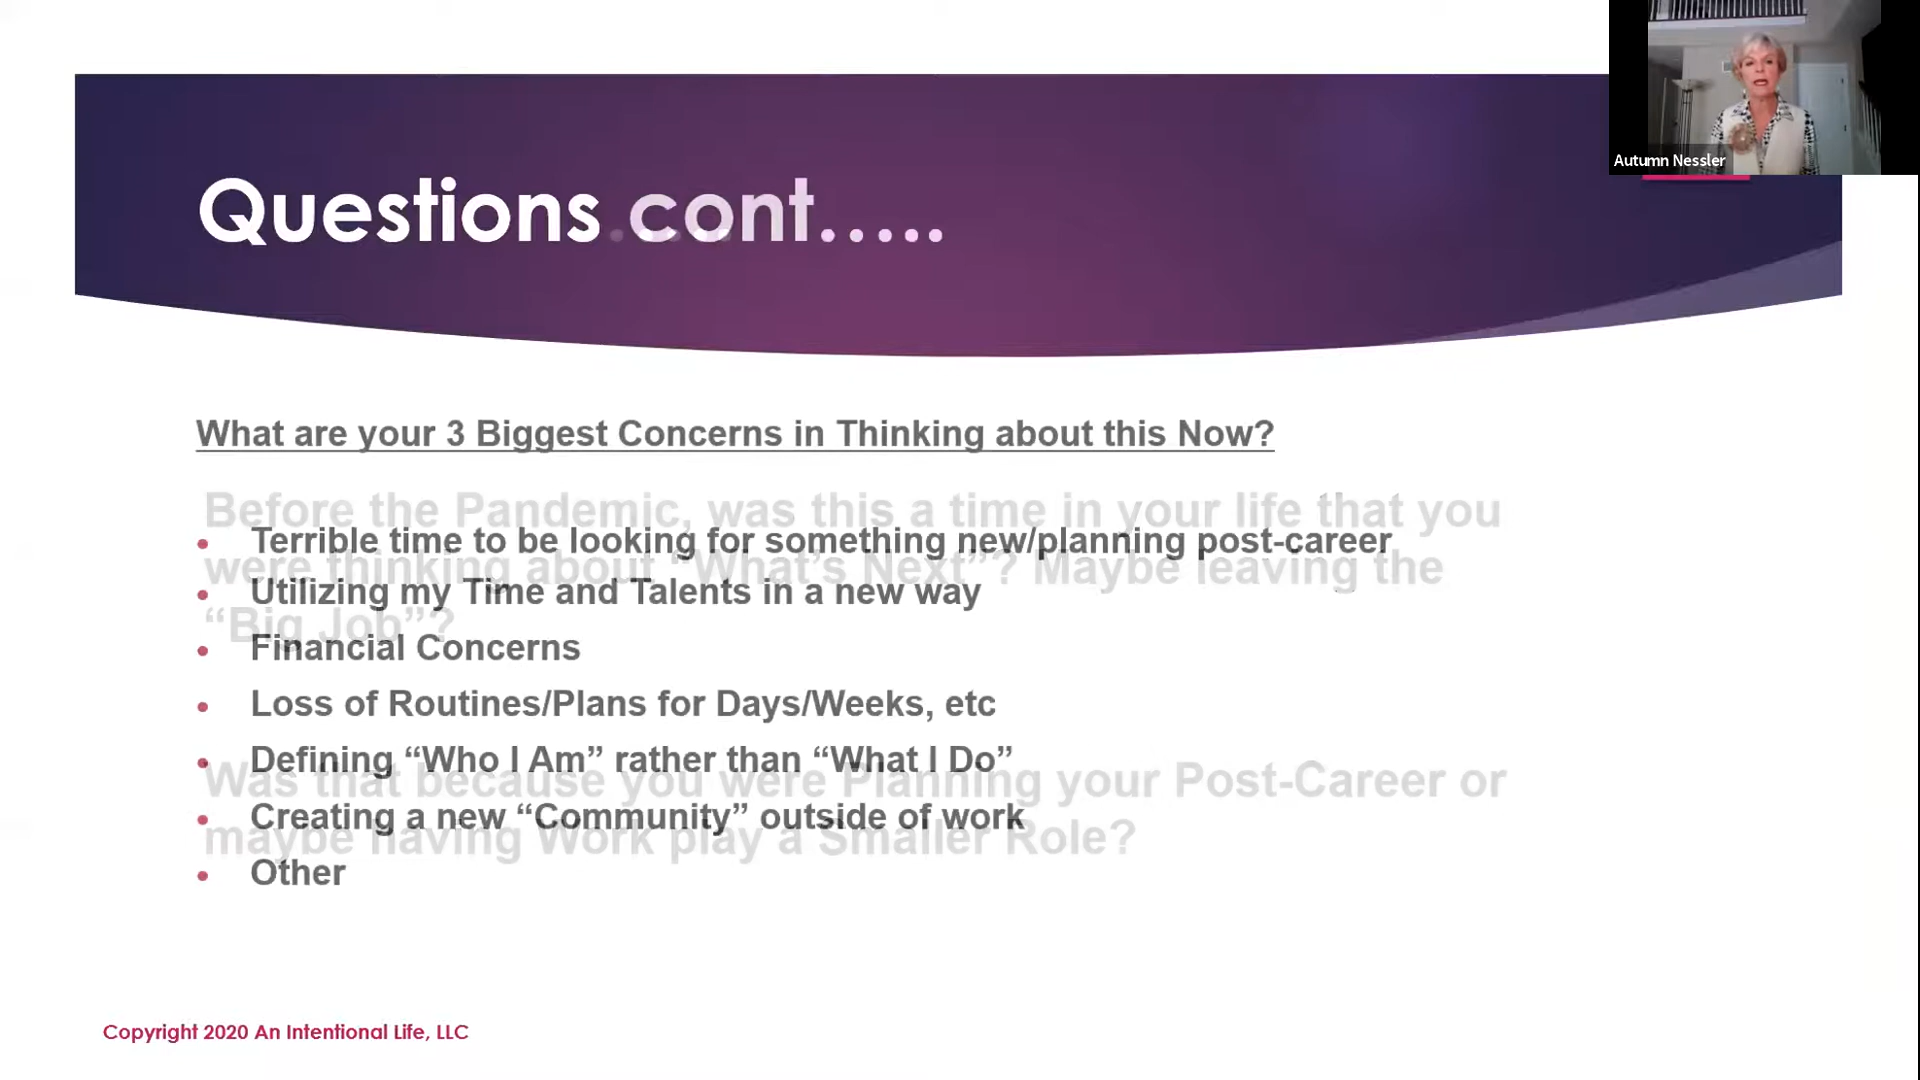 Autumn Nessler
Questions cont.....
What are your 3 Biggest Concerns in Thinking about this Now?
Before the Pandemic, was this a time in your life that you
were thinking about “What’s Next”? Maybe leaving the
“Big Job”?
• Terrible time to be looking for something new/planning post-career
• Utilizing my Time and Talents in a new way
• Financial Concerns
• Loss of Routines/Plans for Days/Weeks, etc
• Defining “Who I Am” rather than “What I Do”
Was that because you were Planning your Post-Career or
maybe having Work play a Smaller Role?
• Creating a new “Community” outside of work
• Other
Copyright 2020 An Intentional Life, LLC